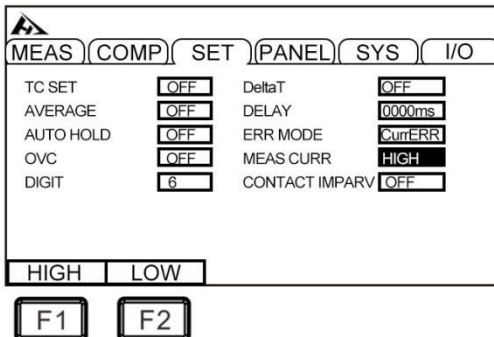 MEAS COMP SET PANEL SYS I/O
TC SET OFF DeltaT OFF
AVERAGE OFF DELAY 0000ms
AUTO HOLD OFF ERR MODE CurrERR
OVC OFF MEAS CURR HIGH
DIGIT 6 CONTACT IMPARV OFF
HIGH LOW
F1 F2